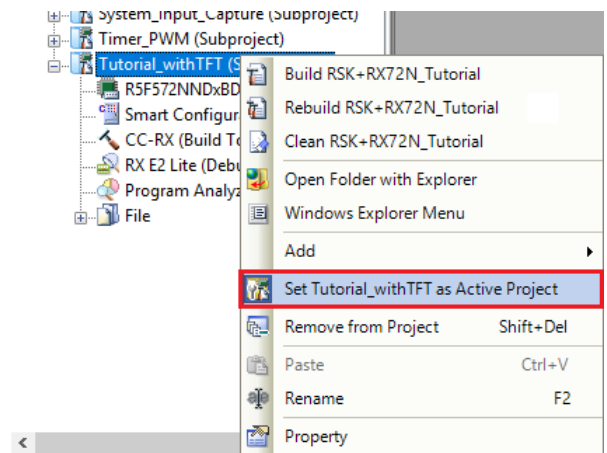 System_Input_Capture (Subproject)
Timer_PWM (Subproject)
Tutorial_withTFT (S
R5F572NNDxBD
Smart Configur
CC-RX (Build To
RX E2 Lite (Debu
Program Analyz
File
Build RSK+RX72N_Tutorial
Rebuild RSK+RX72N_Tutorial
Clean RSK+RX72N_Tutorial
Open Folder with Explorer
Windows Explorer Menu
Add
Set Tutorial_withTFT as Active Project
Remove from Project Shift+Del
Paste Ctrl+V
Rename F2
Property